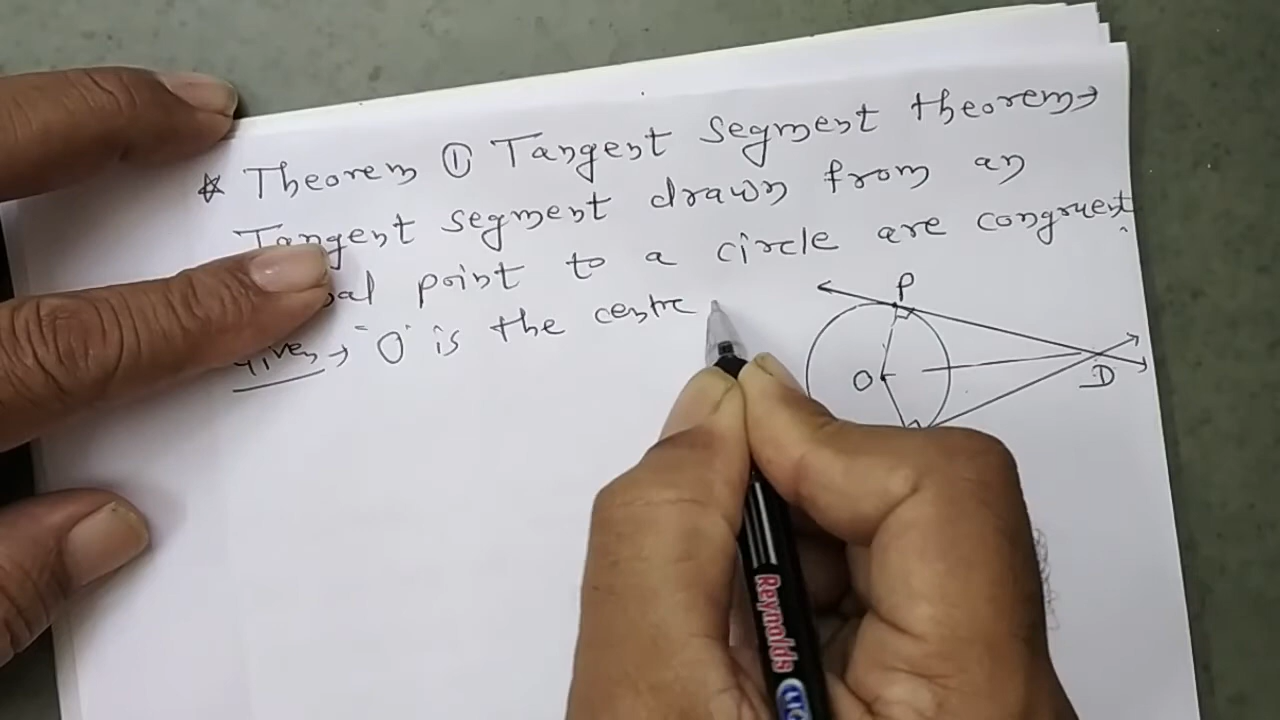 ☆ Theorem ① Tangent segment theorem→
Tangent segment drawn from an
point to a circle are congruent.
Given → "O" is the centre
P
O
D
Reynolds